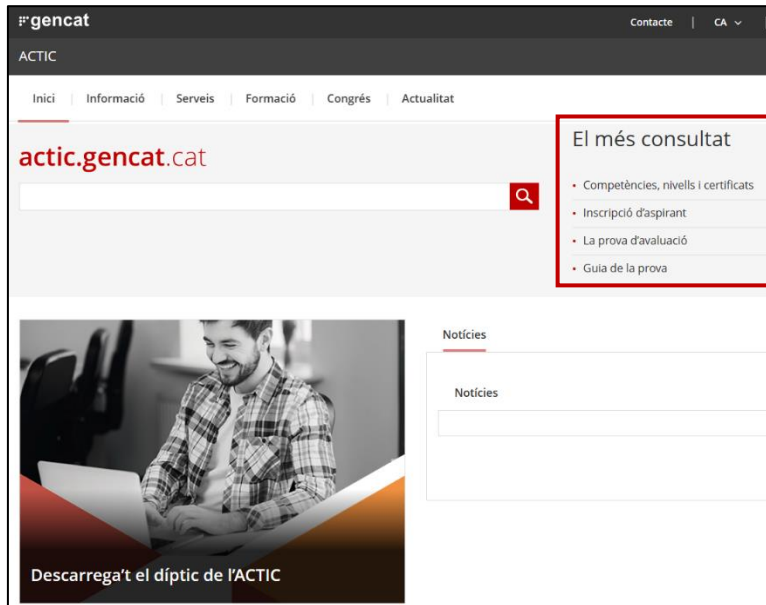 gencat
Contacte | CA
ACTIC
Inici | Informació | Serveis | Formació | Congrés | Actualitat
actic.gencat.cat
El més consultat
• Competències, nivells i certificats
• Inscripció d'aspirant
• La prova d'avaluació
• Guia de la prova
Notícies
Notícies
Descarrega't el díptic de l'ACTIC